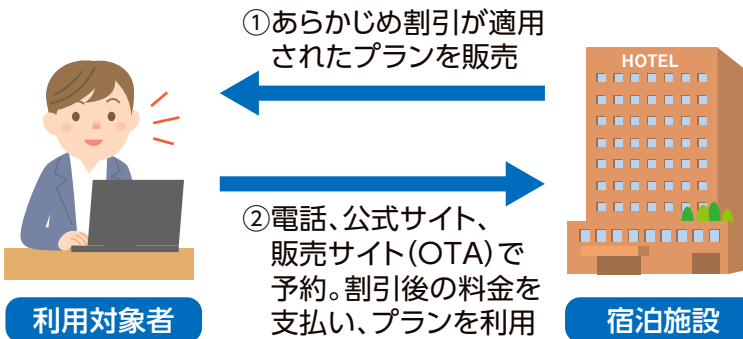 ①あらかじめ割引が適用
されたプランを販売
HOTEL
②電話、公式サイト、
販売サイト(OTA)で
予約。割引後の料金を
支払い、プランを利用
利用対象者
宿泊施設